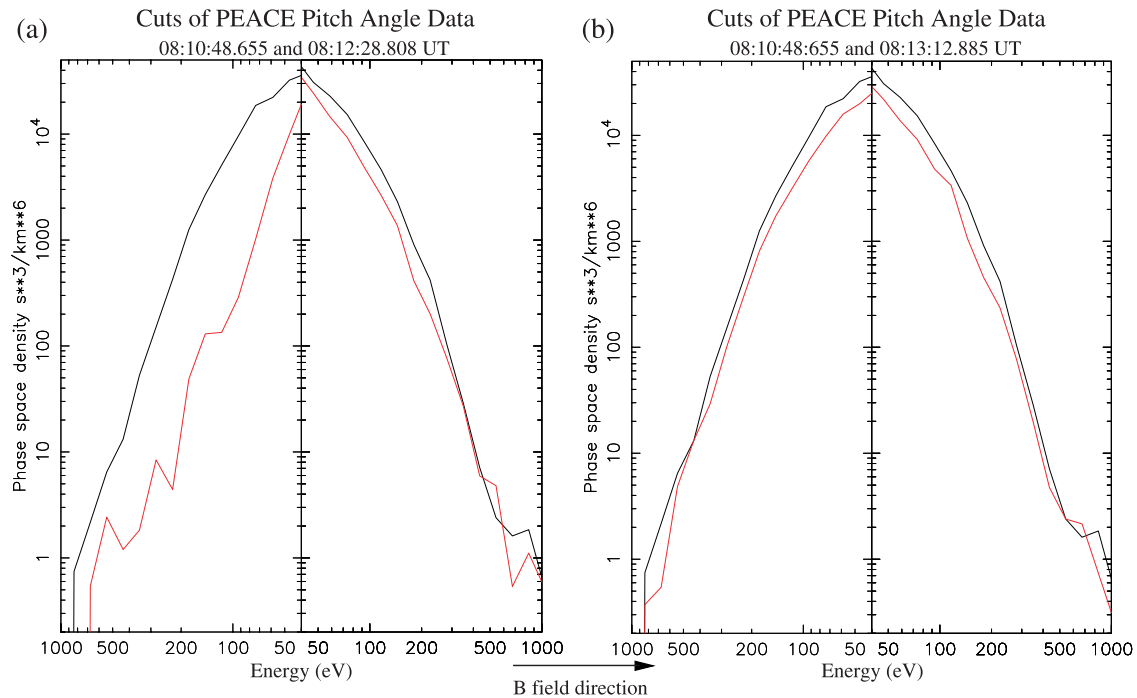 (a)
Cuts of PEACE Pitch Angle Data
08:10:48.655 and 08:12:28.808 UT
Phase space density s**3/km**6
10^4
1000
100
10
1
1000 500 200 100 50 50 100 200 500 1000
Energy (eV)
(b)
Cuts of PEACE Pitch Angle Data
08:10:48:655 and 08:13:12.885 UT
Phase space density s**3/km**6
10^4
1000
100
10
1
1000 500 200 100 50 50 100 200 500 1000
Energy (eV)
B field direction